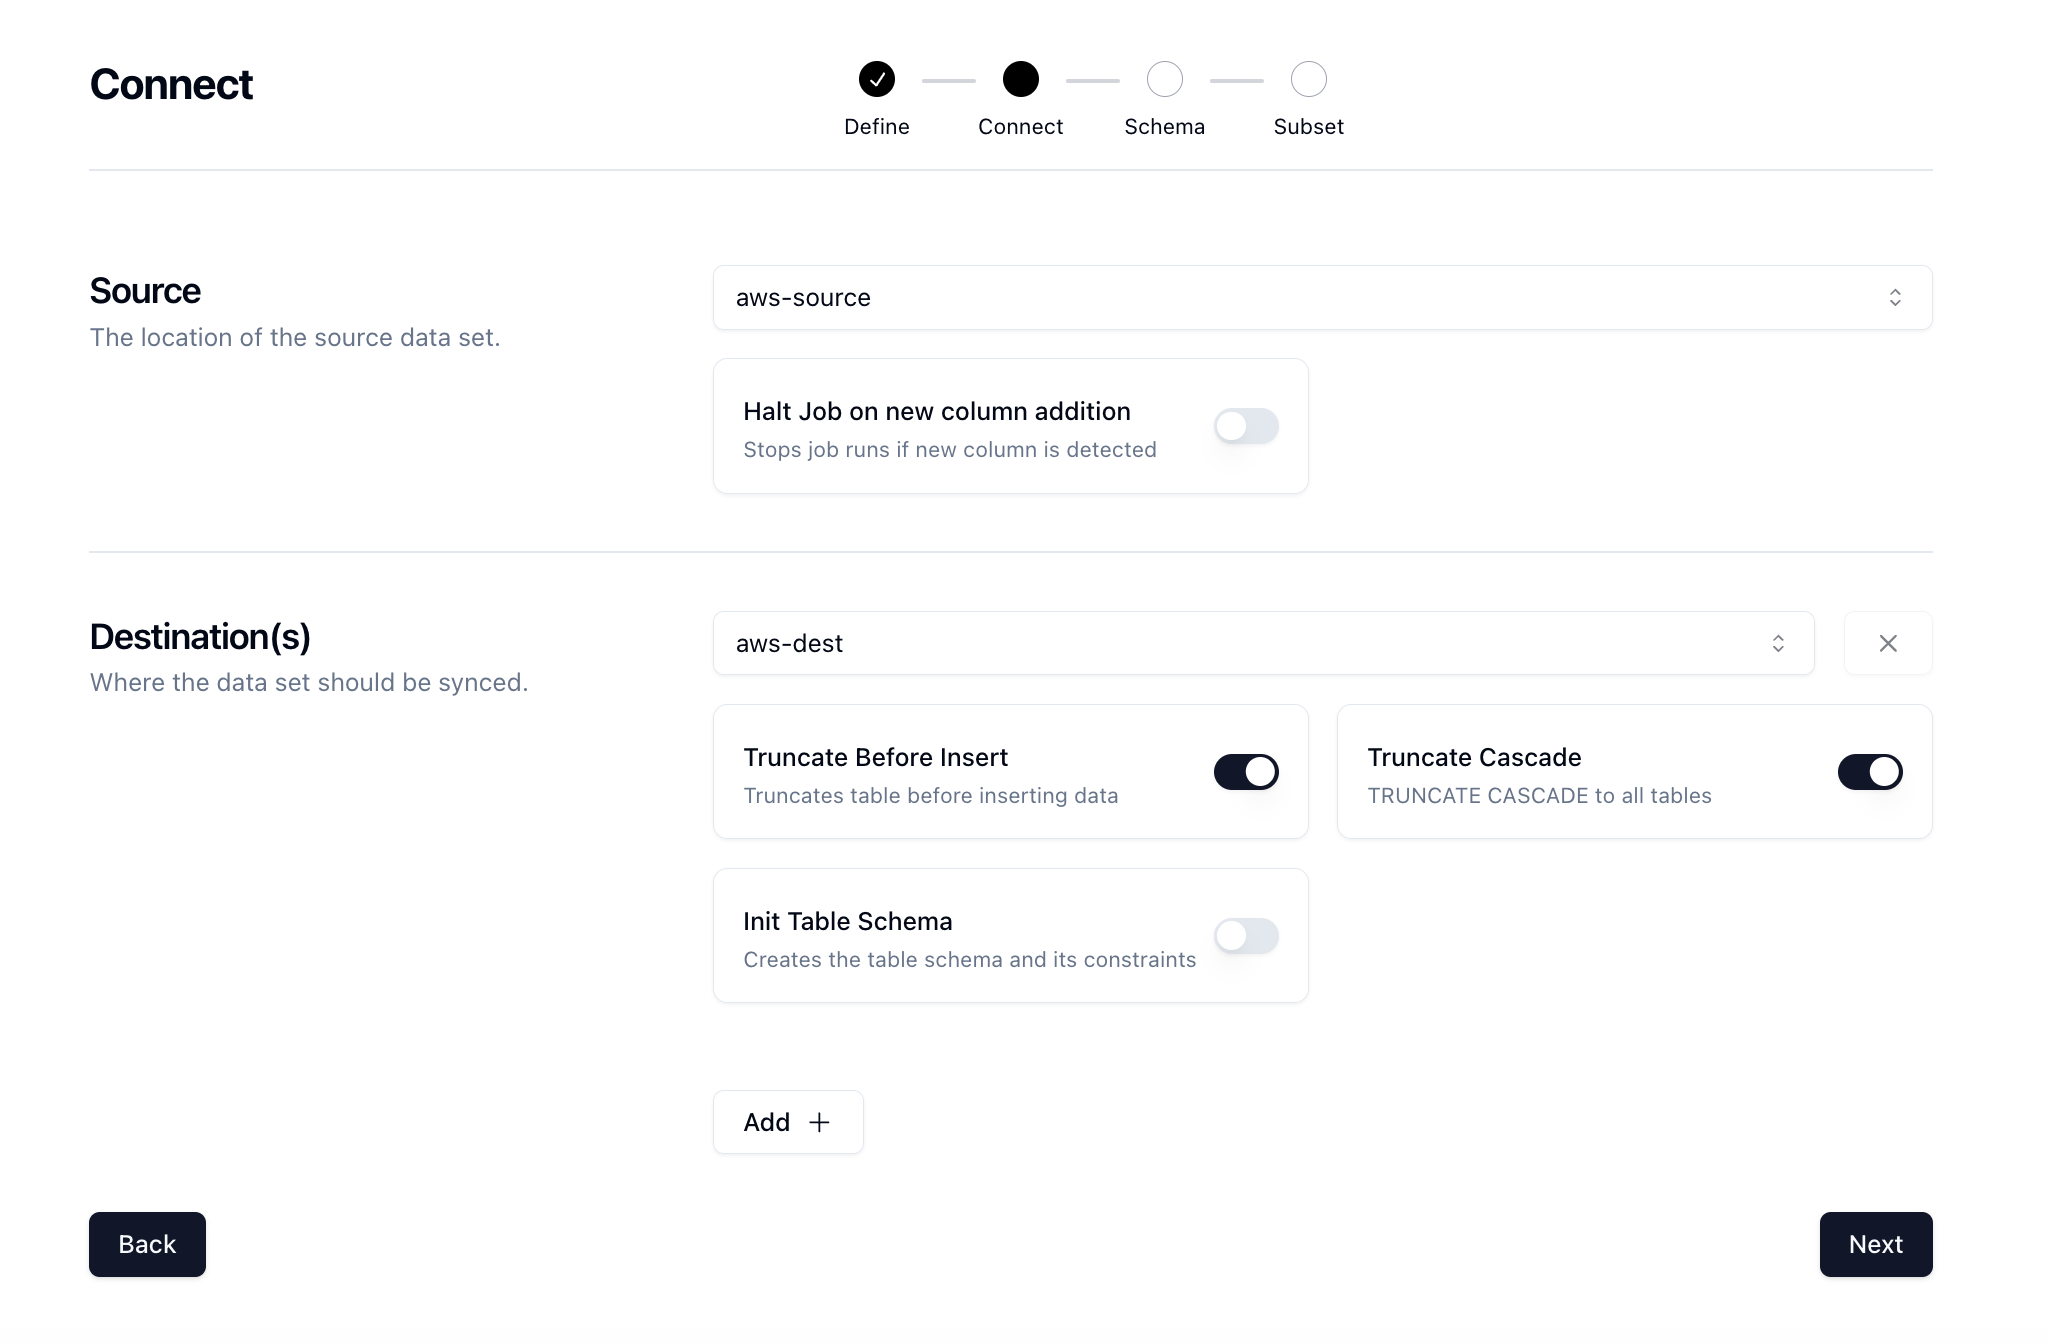 Connect
Define
Connect
Schema
Subset
Source
The location of the source data set.
aws-source
Halt Job on new column addition
Stops job runs if new column is detected
Destination(s)
Where the data set should be synced.
aws-dest
Truncate Before Insert
Truncates table before inserting data
Truncate Cascade
TRUNCATE CASCADE to all tables
Init Table Schema
Creates the table schema and its constraints
Add +
Back
Next